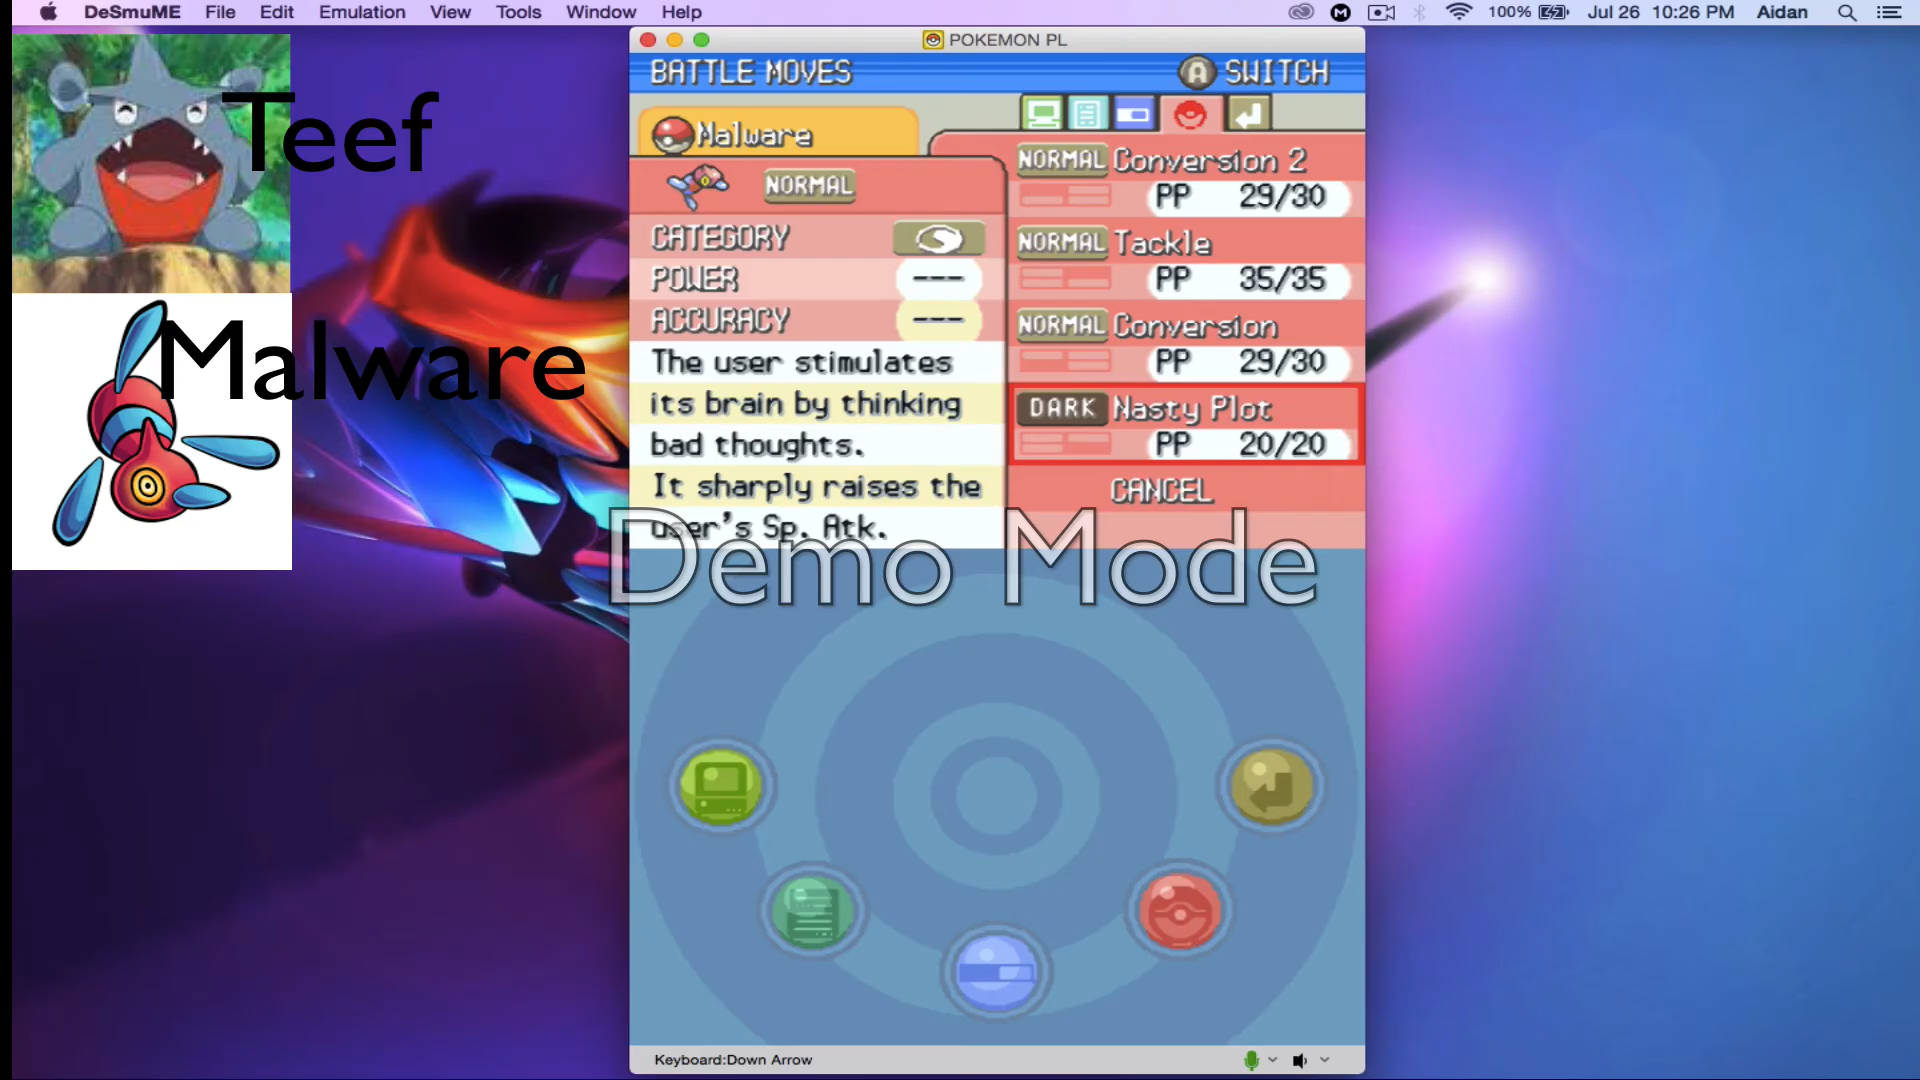 DeSmuME File Edit Emulation View Tools Window Help
100% Jul 26 10:26 PM Aidan
POKEMON PL
BATTLE MOVES
A SWITCH
Teef
Malware
Malware
NORMAL
CATEGORY
POWER ---
ACCURACY ---
The user stimulates
its brain by thinking
bad thoughts.
It sharply raises the
user's Sp. Atk.
NORMAL Conversion 2
PP 29/30
NORMAL Tackle
PP 35/35
NORMAL Conversion
PP 29/30
DARK Nasty Plot
PP 20/20
CANCEL
Demo Mode
Keyboard:Down Arrow